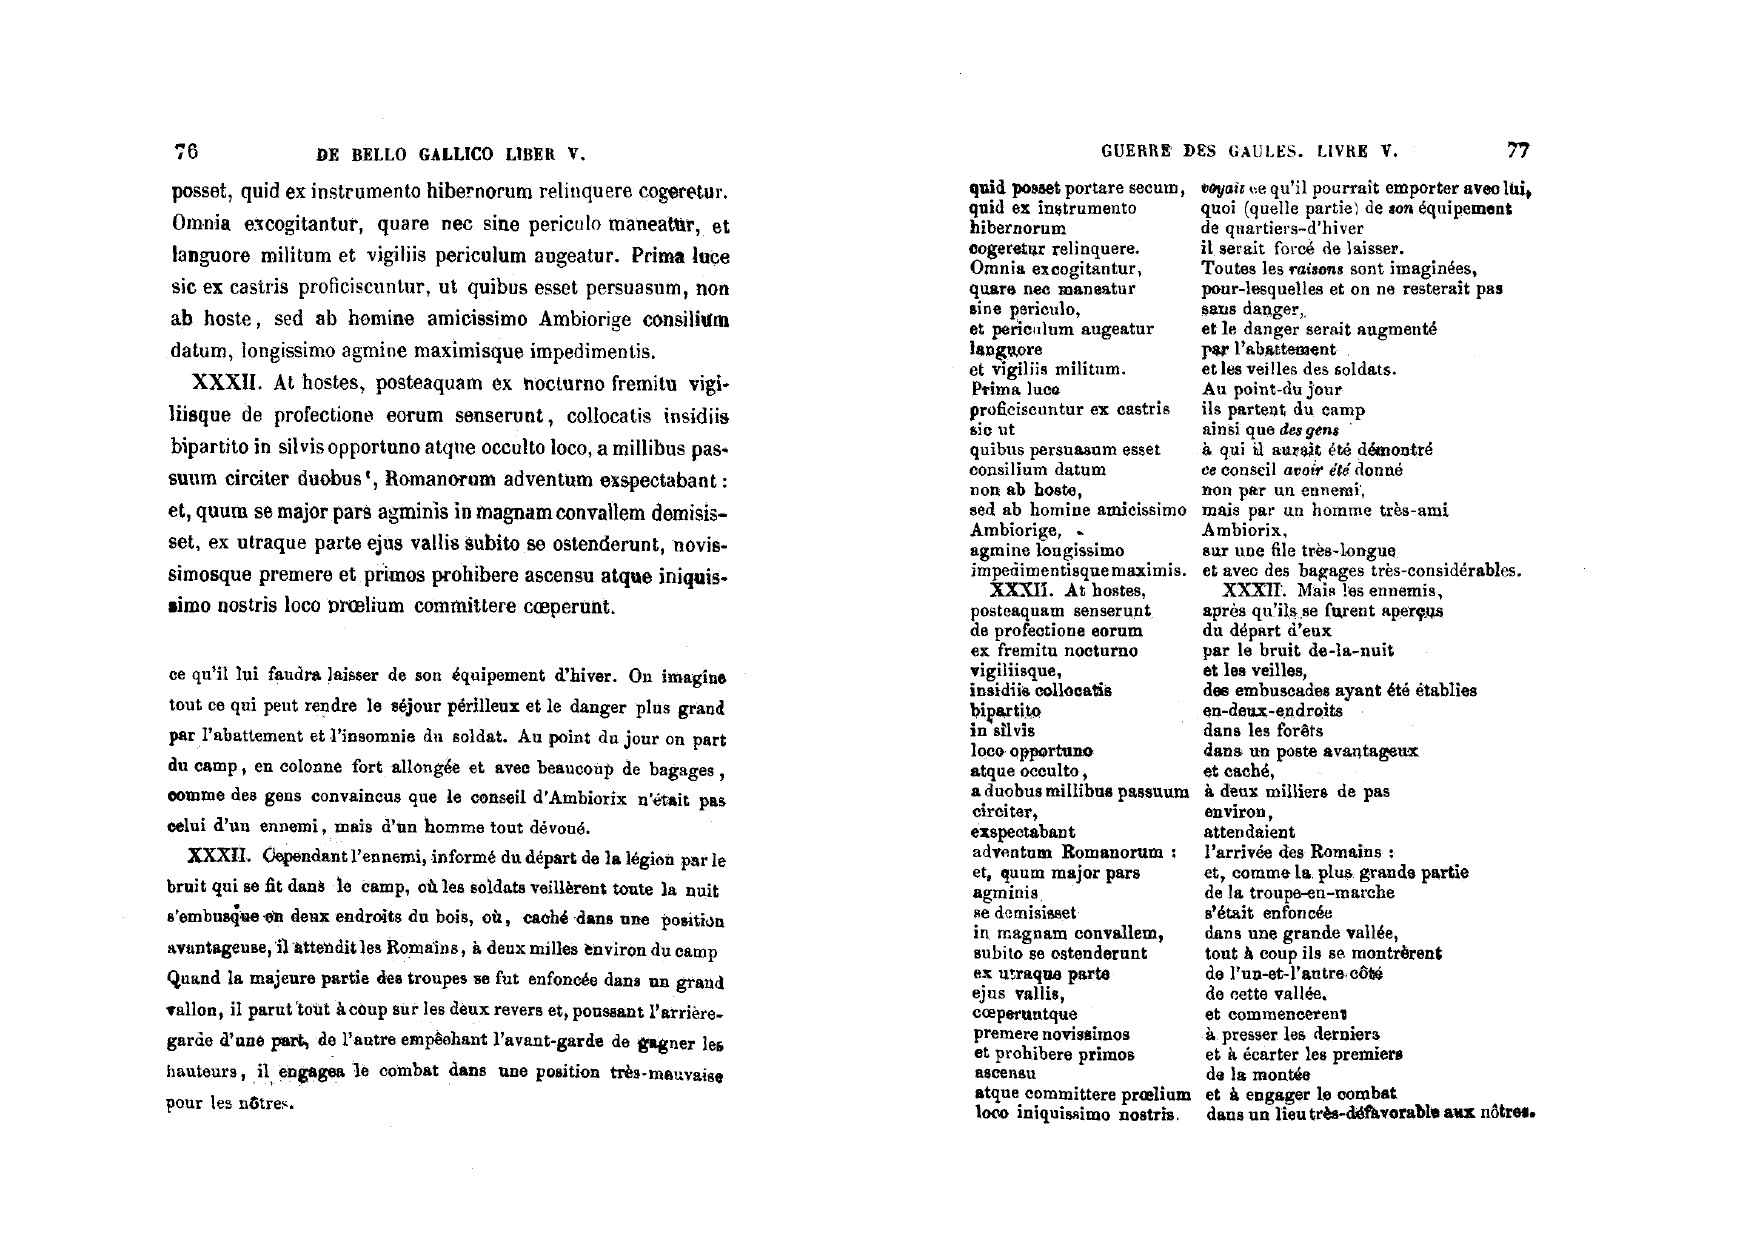 76
DE BELLO GALLICO LIBER V.
posset, quid ex instrumento hibernorum relinquere cogeretur.
Omnia excogitantur, quare nec sine periculo maneatur, et
languore militum et vigiliis periculum augeatur. Prima luce
sic ex castris proficiscuntur, ut quibus esset persuasum, non
ab hoste, sed ab homine amicissimo Ambiorige consilium
datum, longissimo agmine maximisque impedimentis.
XXXII. At hostes, posteaquam ex nocturno fremitu vigi-
liisque de profectione eorum senserunt, collocatis insidiis
bipartito in silvis opportuno atque occulto loco, a millibus pas-
suum circiter duobus¹, Romanorum adventum exspectabant :
et, quum se major pars agminis in magnam convallem demisis-
set, ex utraque parte ejus vallis subito se ostenderunt, novis-
simosque premere et primos prohibere ascensu atque iniquis-
simo nostris loco prœlium committere cœperunt.
ce qu'il lui faudra laisser de son équipement d'hiver. On imagine
tout ce qui peut rendre le séjour périlleux et le danger plus grand
par l'abattement et l'insomnie du soldat. Au point du jour on part
du camp, en colonne fort allongée et avec beaucoup de bagages,
comme des gens convaincus que le conseil d'Ambiorix n'était pas
celui d'un ennemi, mais d'un homme tout dévoué.
XXXII. Cependant l'ennemi, informé du départ de la légion par le
bruit qui se fit dans le camp, où les soldats veillèrent toute la nuit
s'embusque en deux endroits du bois, où, caché dans une position
avantageuse, il attendit les Romains, à deux milles environ du camp
Quand la majeure partie des troupes se fut enfoncée dans un grand
vallon, il parut tout à coup sur les deux revers et, poussant l'arrière-
garde d'une part, de l'autre empêchant l'avant-garde de gagner les
hauteurs, il engagea le combat dans une position très-mauvaise
pour les nôtres.
GUERRE DES GAULES. LIVRE V.
77
quid posset portare secum,
quid ex instrumento
hibernorum
cogeretur relinquere.
Omnia excogitantur,
quare nec maneatur
sine periculo,
et periculum augeatur
languore
et vigiliis militum.
Prima luce
proficiscuntur ex castris
sic ut
quibus persuasum esset
consilium datum
non ab hoste,
sed ab homine amicissimo
Ambiorige,
agmine longissimo
impedimentisque maximis.
XXXII. At hostes,
posteaquam senserunt
de profectione eorum
ex fremitu nocturno
vigiliisque,
insidiis collocatis
bipartito
in silvis
loco opportuno
atque occulto,
a duobus millibus passuum
circiter,
exspectabant
adventum Romanorum :
et, quum major pars
agminis
se demisisset
in magnam convallem,
subito se ostenderunt
ex utraque parte
ejus vallis,
cœperuntque
premere novissimos
et prohibere primos
ascensu
atque committere prœlium
loco iniquissimo nostris.
voyait ce qu'il pourrait emporter avec lui,
quoi (quelle partie) de son équipement
de quartiers-d'hiver
il serait forcé de laisser.
Toutes les raisons sont imaginées,
pour-lesquelles et on ne resterait pas
sans danger,
et le danger serait augmenté
par l'abattement
et les veilles des soldats.
Au point-du jour
ils partent du camp
ainsi que des gens
à qui il aurait été démontré
ce conseil avoir été donné
non par un ennemi,
mais par un homme très-ami
Ambiorix,
sur une file très-longue
et avec des bagages très-considérables.
XXXII. Mais les ennemis,
après qu'ils se furent aperçus
du départ d'eux
par le bruit de-la-nuit
et les veilles,
des embuscades ayant été établies
en-deux-endroits
dans les forêts
dans un poste avantageux
et caché,
à deux milliers de pas
environ,
attendaient
l'arrivée des Romains :
et, comme la plus grande partie
de la troupe-en-marche
s'était enfoncée
dans une grande vallée,
tout à coup ils se montrèrent
de l'un-et-l'autre côté
de cette vallée,
et commencerent
à presser les derniers
et à écarter les premiers
de la montée
et à engager le combat
dans un lieu très-défavorable aux nôtres.